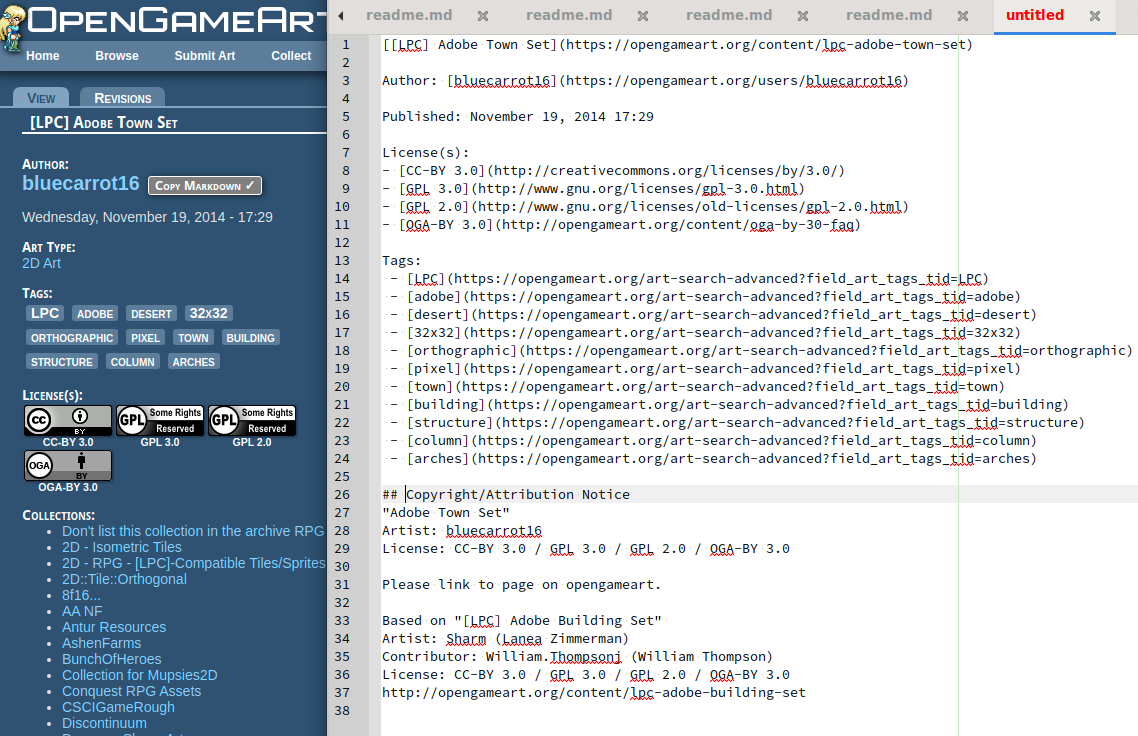 OPENGAMEART
Home Browse Submit Art Collect
VIEW REVISIONS
[LPC] ADOBE TOWN SET
AUTHOR:
bluecarrot16 COPY MARKDOWN ✓
Wednesday, November 19, 2014 - 17:29
ART TYPE:
2D Art
TAGS:
LPC ADOBE DESERT 32x32
ORTHOGRAPHIC PIXEL TOWN BUILDING
STRUCTURE COLUMN ARCHES
LICENSE(S):
CC BY GPL Some Rights Reserved GPL Some Rights Reserved
CC-BY 3.0 GPL 3.0 GPL 2.0
OGA BY
OGA-BY 3.0
COLLECTIONS:
• Don't list this collection in the archive RPG
• 2D - Isometric Tiles
• 2D - RPG - [LPC]-Compatible Tiles/Sprites
• 2D::Tile::Orthogonal
• 8f16...
• AA NF
• Antur Resources
• AshenFarms
• BunchOfHeroes
• Collection for Mupsies2D
• Conquest RPG Assets
• CSCIGameRough
• Discontinuum
readme.md readme.md readme.md readme.md untitled
1 [[LPC] Adobe Town Set](https://opengameart.org/content/lpc-adobe-town-set)
2
3 Author: [bluecarrot16](https://opengameart.org/users/bluecarrot16)
4
5 Published: November 19, 2014 17:29
6
7 License(s):
8 - [CC-BY 3.0](http://creativecommons.org/licenses/by/3.0/)
9 - [GPL 3.0](http://www.gnu.org/licenses/gpl-3.0.html)
10 - [GPL 2.0](http://www.gnu.org/licenses/old-licenses/gpl-2.0.html)
11 - [OGA-BY 3.0](http://opengameart.org/content/oga-by-30-faq)
12
13 Tags:
14 - [LPC](https://opengameart.org/art-search-advanced?field_art_tags_tid=LPC)
15 - [adobe](https://opengameart.org/art-search-advanced?field_art_tags_tid=adobe)
16 - [desert](https://opengameart.org/art-search-advanced?field_art_tags_tid=desert)
17 - [32x32](https://opengameart.org/art-search-advanced?field_art_tags_tid=32x32)
18 - [orthographic](https://opengameart.org/art-search-advanced?field_art_tags_tid=orthographic)
19 - [pixel](https://opengameart.org/art-search-advanced?field_art_tags_tid=pixel)
20 - [town](https://opengameart.org/art-search-advanced?field_art_tags_tid=town)
21 - [building](https://opengameart.org/art-search-advanced?field_art_tags_tid=building)
22 - [structure](https://opengameart.org/art-search-advanced?field_art_tags_tid=structure)
23 - [column](https://opengameart.org/art-search-advanced?field_art_tags_tid=column)
24 - [arches](https://opengameart.org/art-search-advanced?field_art_tags_tid=arches)
25
26 ## Copyright/Attribution Notice
27 "Adobe Town Set"
28 Artist: bluecarrot16
29 License: CC-BY 3.0 / GPL 3.0 / GPL 2.0 / OGA-BY 3.0
30
31 Please link to page on opengameart.
32
33 Based on "[LPC] Adobe Building Set"
34 Artist: Sharm (Lanea Zimmerman)
35 Contributor: William.Thompsonj (William Thompson)
36 License: CC-BY 3.0 / GPL 3.0 / GPL 2.0 / OGA-BY 3.0
37 http://opengameart.org/content/lpc-adobe-building-set
38